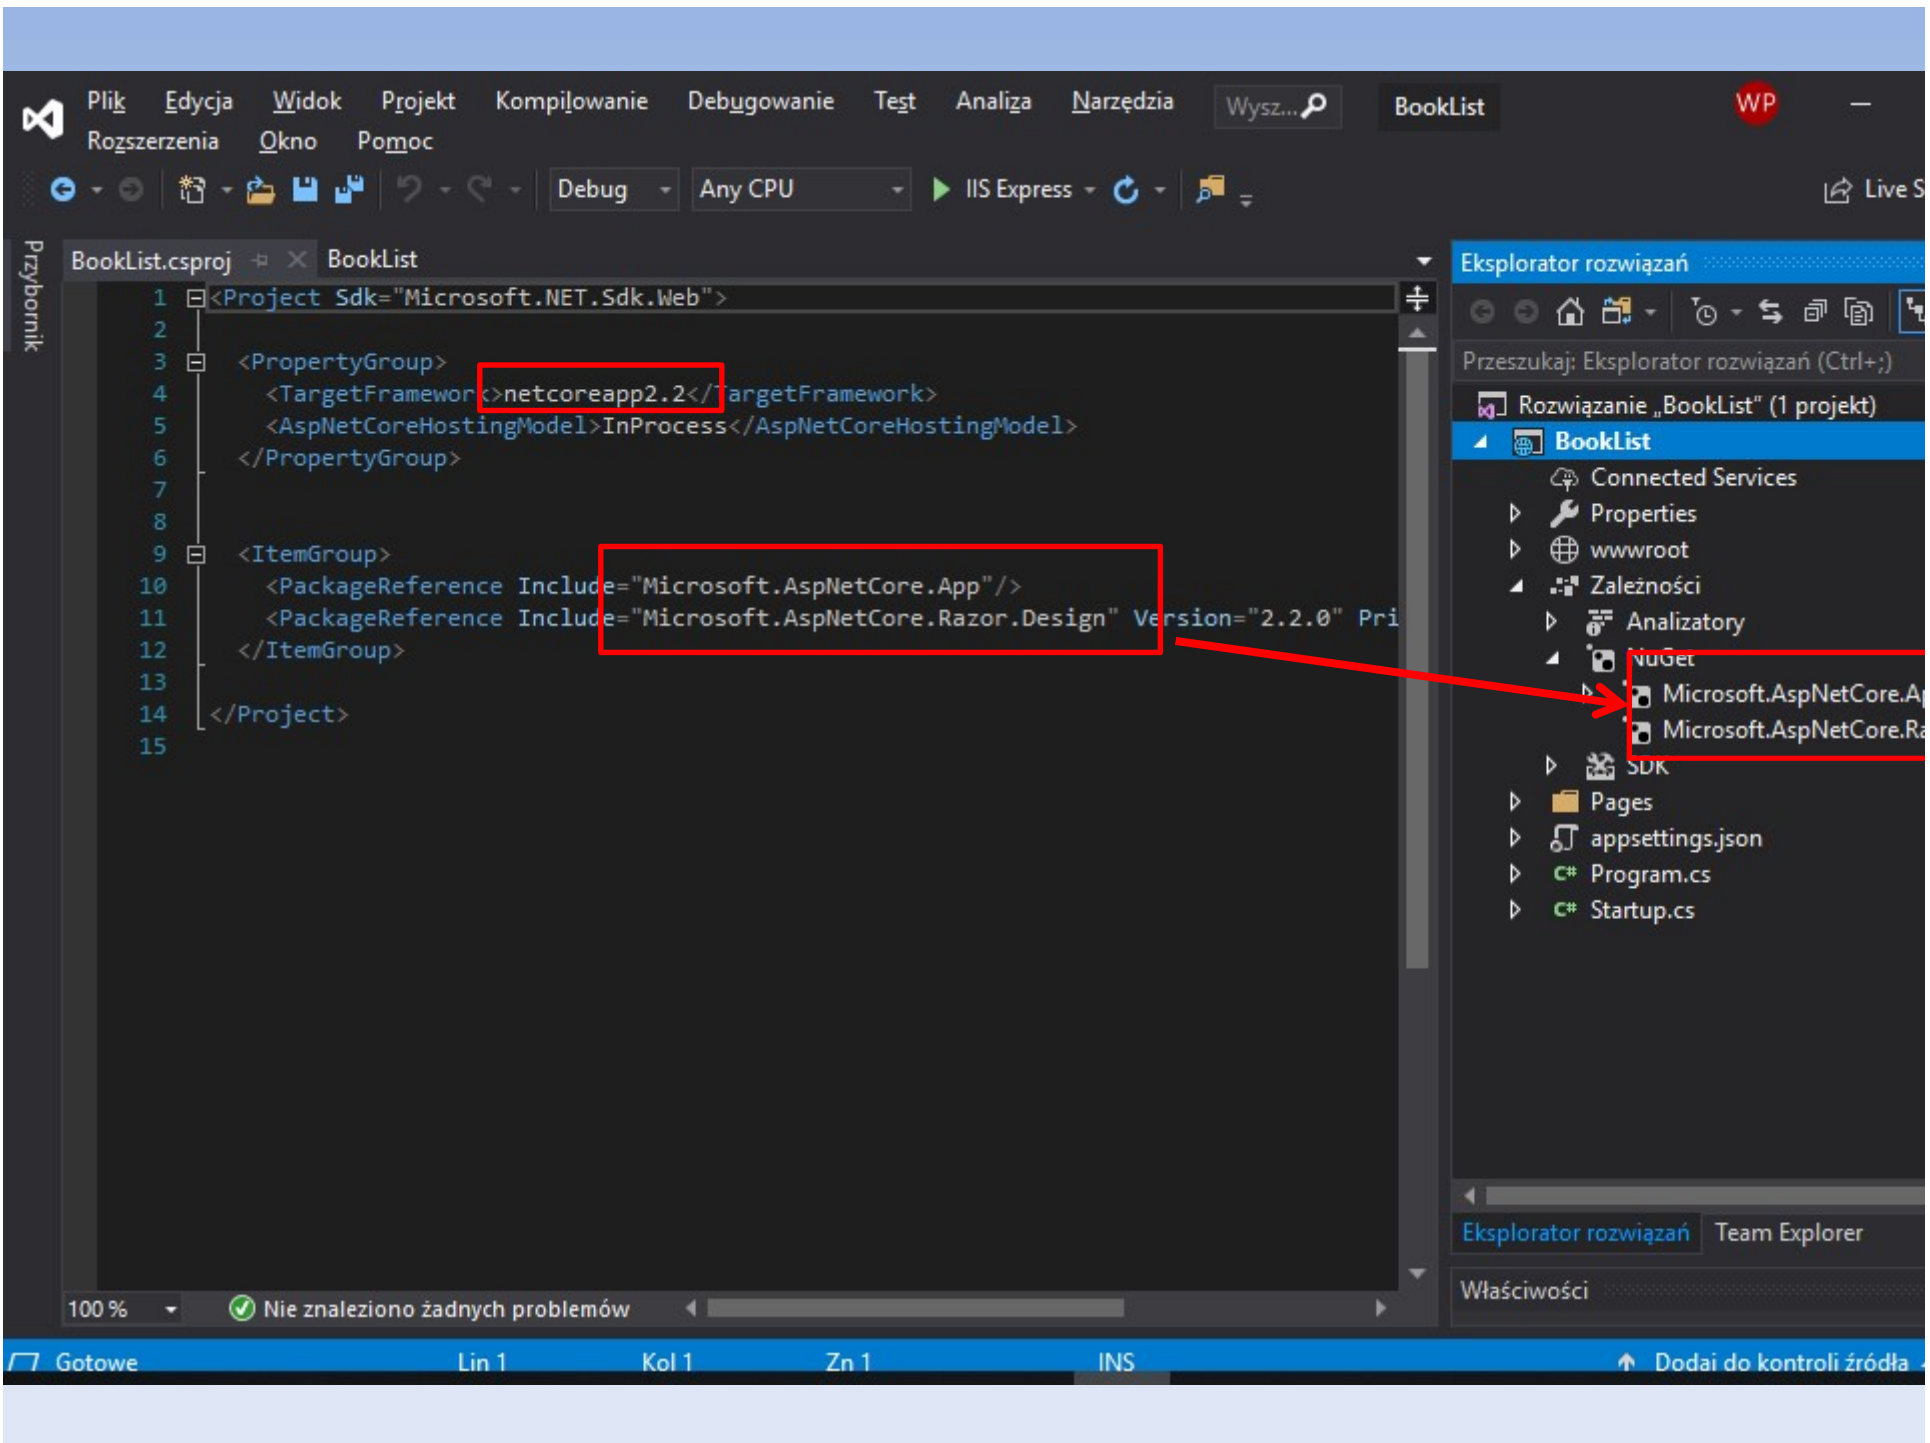 Plik Edycja Widok Projekt Kompilowanie Debugowanie Test Analiza Narzędzia Wysz... BookList WP
Rozszerzenia Okno Pomoc
Debug Any CPU IIS Express Live S
Przybornik
BookList.csproj BookList
1 <Project Sdk="Microsoft.NET.Sdk.Web">
2
3 <PropertyGroup>
4 <TargetFramework>netcoreapp2.2</TargetFramework>
5 <AspNetCoreHostingModel>InProcess</AspNetCoreHostingModel>
6 </PropertyGroup>
7
8
9 <ItemGroup>
10 <PackageReference Include="Microsoft.AspNetCore.App"/>
11 <PackageReference Include="Microsoft.AspNetCore.Razor.Design" Version="2.2.0" Pri
12 </ItemGroup>
13
14 </Project>
15
100 % Nie znaleziono żadnych problemów
Eksplorator rozwiązań
Przeszukaj: Eksplorator rozwiązań (Ctrl+;)
Rozwiązanie „BookList" (1 projekt)
BookList
Connected Services
Properties
wwwroot
Zależności
Analizatory
NuGet
Microsoft.AspNetCore.Ap
Microsoft.AspNetCore.Ra
SDK
Pages
appsettings.json
C# Program.cs
C# Startup.cs
Eksplorator rozwiązań Team Explorer
Właściwości
Gotowe Lin 1 Kol 1 Zn 1 INS Dodaj do kontroli źródła